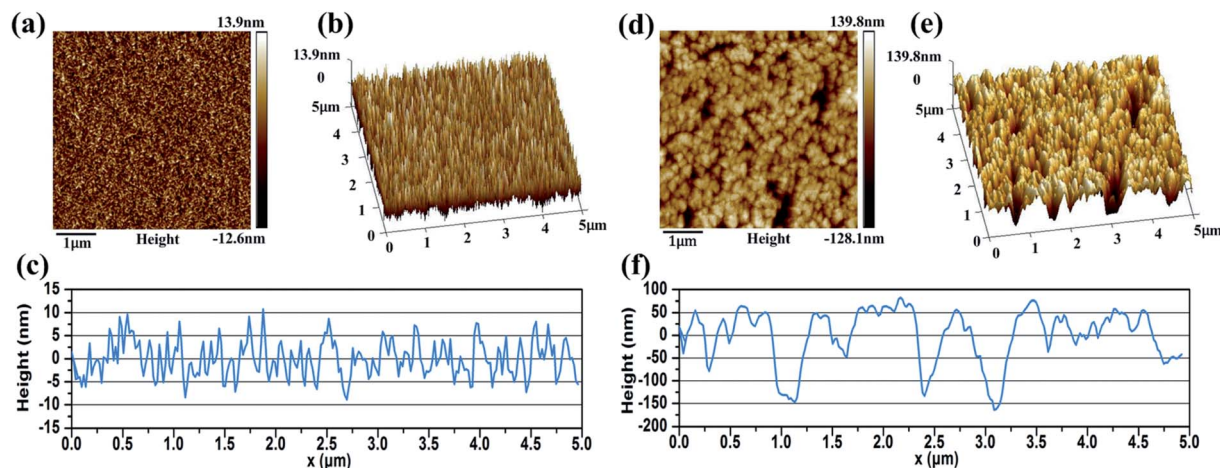 (a)
13.9nm
1μm
Height
-12.6nm
(b)
13.9nm
0
5μm
4
3
2
1
0
0
1
2
3
4
5μm
(c)
Height (nm)
15
10
5
0
-5
-10
-15
0.0
0.5
1.0
1.5
2.0
2.5
3.0
3.5
4.0
4.5
5.0
x (μm)
(d)
139.8nm
1μm
Height
-128.1nm
(e)
139.8nm
0
5μm
4
3
2
1
0
0
1
2
3
4
5μm
(f)
Height (nm)
100
50
0
-50
-100
-150
-200
0.0
0.5
1.0
1.5
2.0
2.5
3.0
3.5
4.0
4.5
5.0
x (μm)